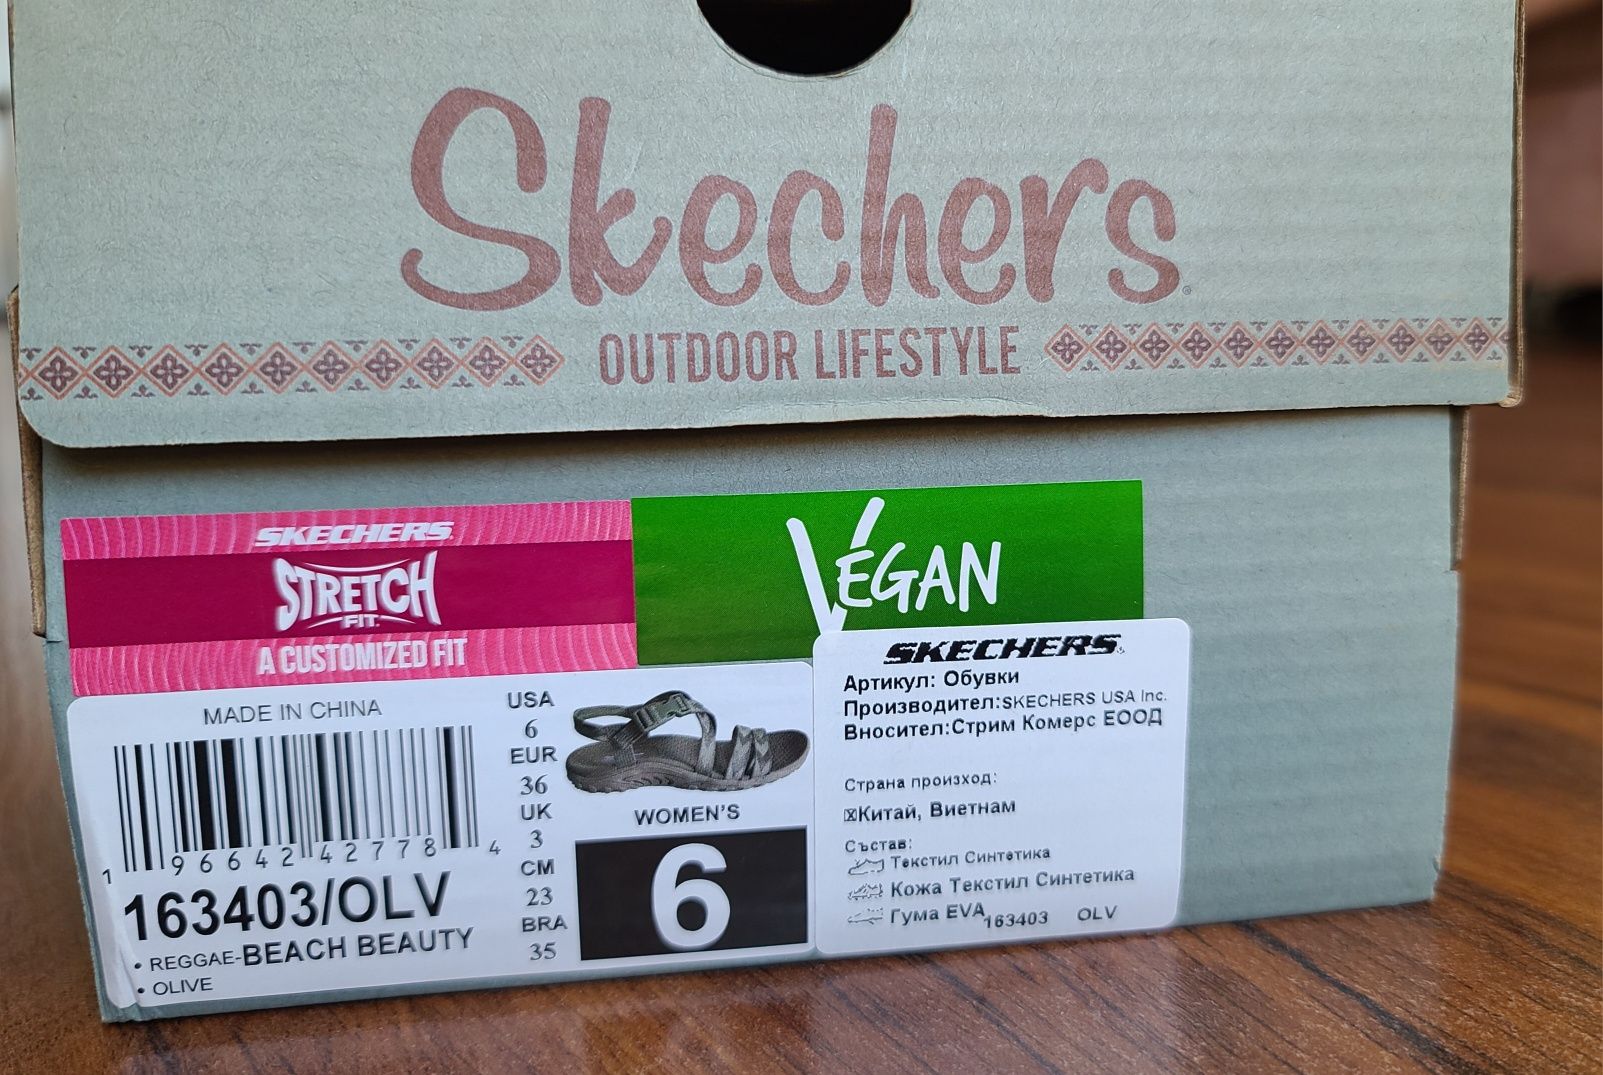 Skechers®
OUTDOOR LIFESTYLE
SKECHERS.
STRETCH
FIT.
A CUSTOMIZED FIT
VEGAN
MADE IN CHINA
1 96642 42778 4
163403/OLV
• REGGAE-BEACH BEAUTY
• OLIVE
USA
6
EUR
36
UK
3
CM
23
BRA
35
WOMEN'S
6
SKECHERS.
Артикул: Обувки
Производител:SKECHERS USA Inc.
Вносител:Стрим Комерс ЕООД
Страна произход:
☒Китай, Виетнам
Състав:
Текстил Синтетика
Кожа Текстил Синтетика
Гума EVA
163403 OLV